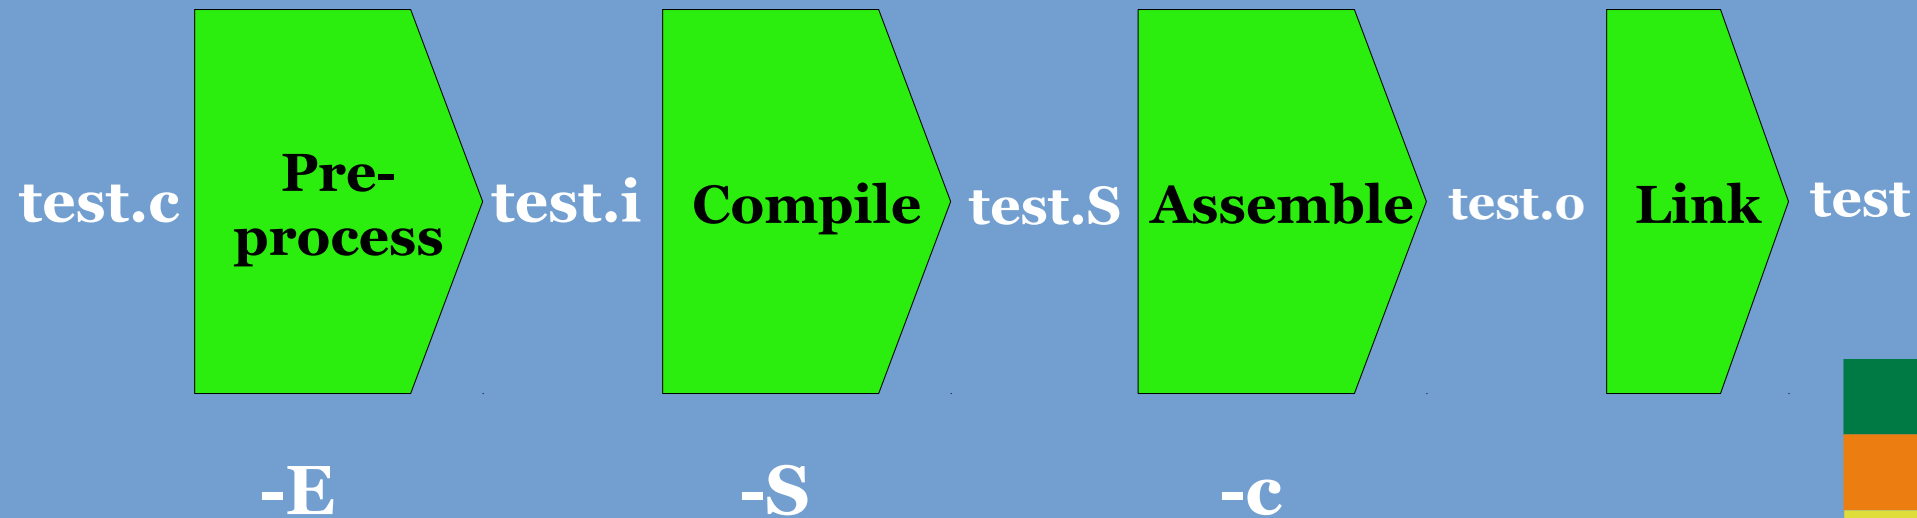 test.c
Pre-
process
test.i
Compile
test.S
Assemble
test.o
Link
test
-E
-S
-c